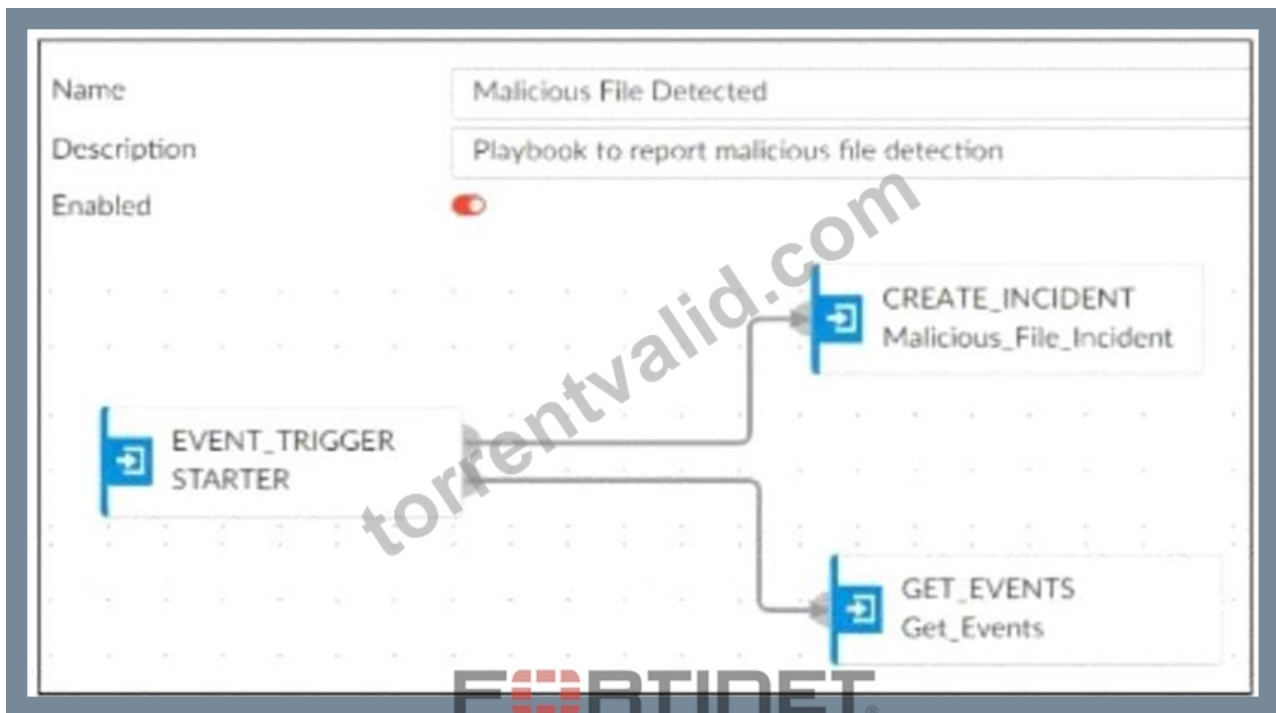 Name
Malicious File Detected
Description
Playbook to report malicious file detection
Enabled
CREATE_INCIDENT
Malicious_File_Incident
EVENT_TRIGGER
STARTER
GET_EVENTS
Get_Events
torrentvalid.com
FORTINET